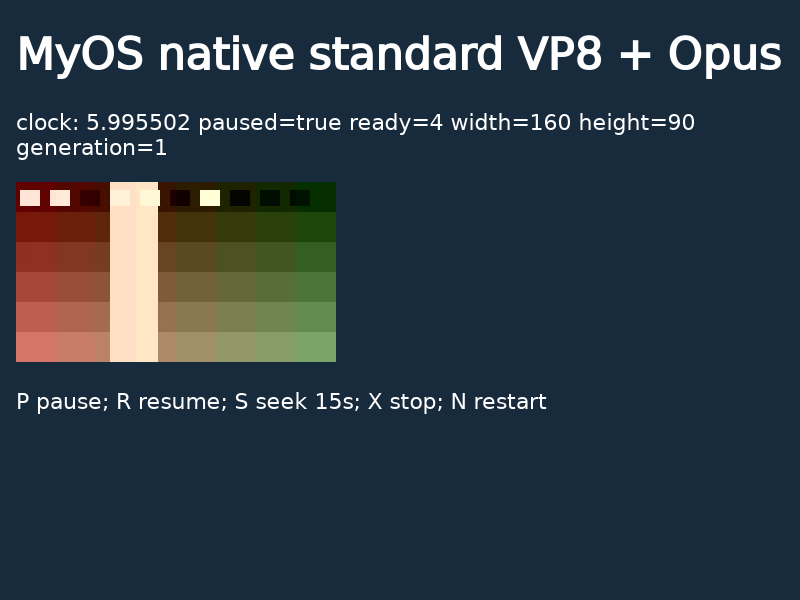 MyOS native standard VP8 + Opus
clock: 5.995502 paused=true ready=4 width=160 height=90
generation=1
P pause; R resume; S seek 15s; X stop; N restart